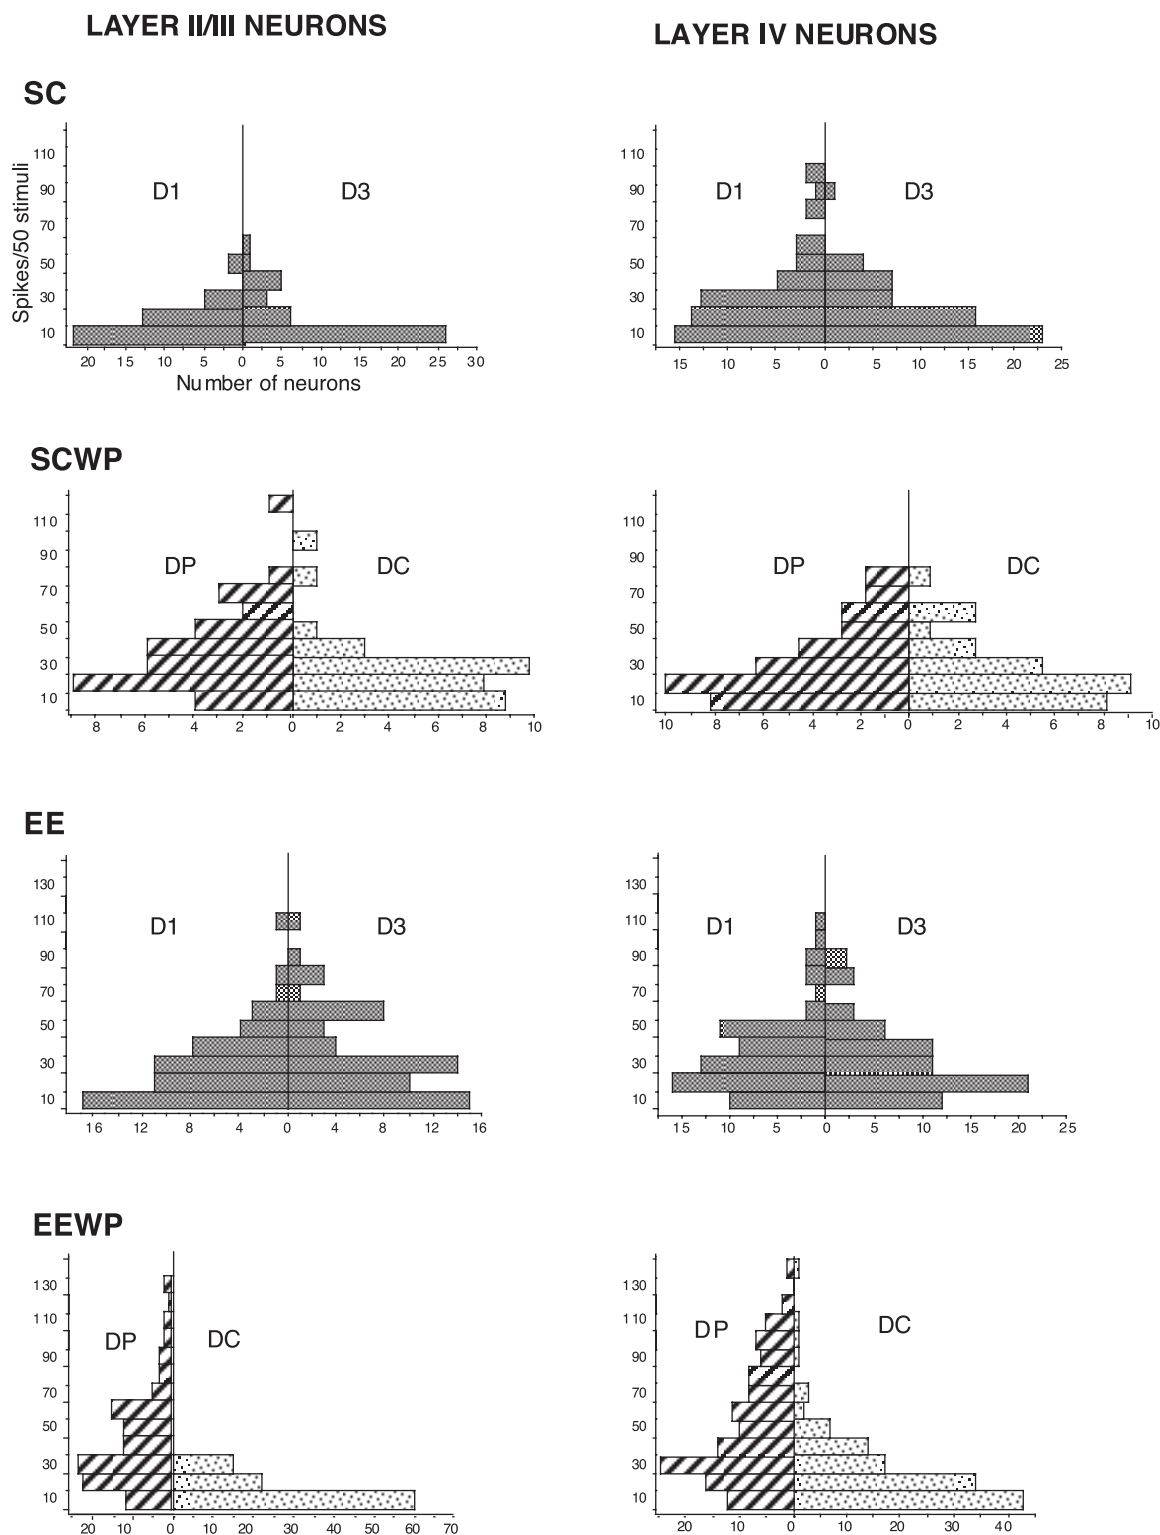 LAYER II/III NEURONS
LAYER IV NEURONS
SC
Spikes/50 stimuli
110
90
70
50
30
10
D1
D3
20 15 10 5 0 5 10 15 20 25 30
Number of neurons
110
90
70
50
30
10
D1
D3
15 10 5 0 5 10 15 20 25
SCWP
110
90
70
50
30
10
DP
DC
8 6 4 2 0 2 4 6 8 10
110
90
70
50
30
10
DP
DC
10 8 6 4 2 0 2 4 6 8 10
EE
130
110
90
70
50
30
10
D1
D3
16 12 8 4 0 4 8 12 16
130
110
90
70
50
30
10
D1
D3
15 10 5 0 5 10 15 20 25
EEWP
130
110
90
70
50
30
10
DP
DC
20 10 0 10 20 30 40 50 60 70
130
110
90
70
50
30
10
DP
DC
20 10 0 10 20 30 40